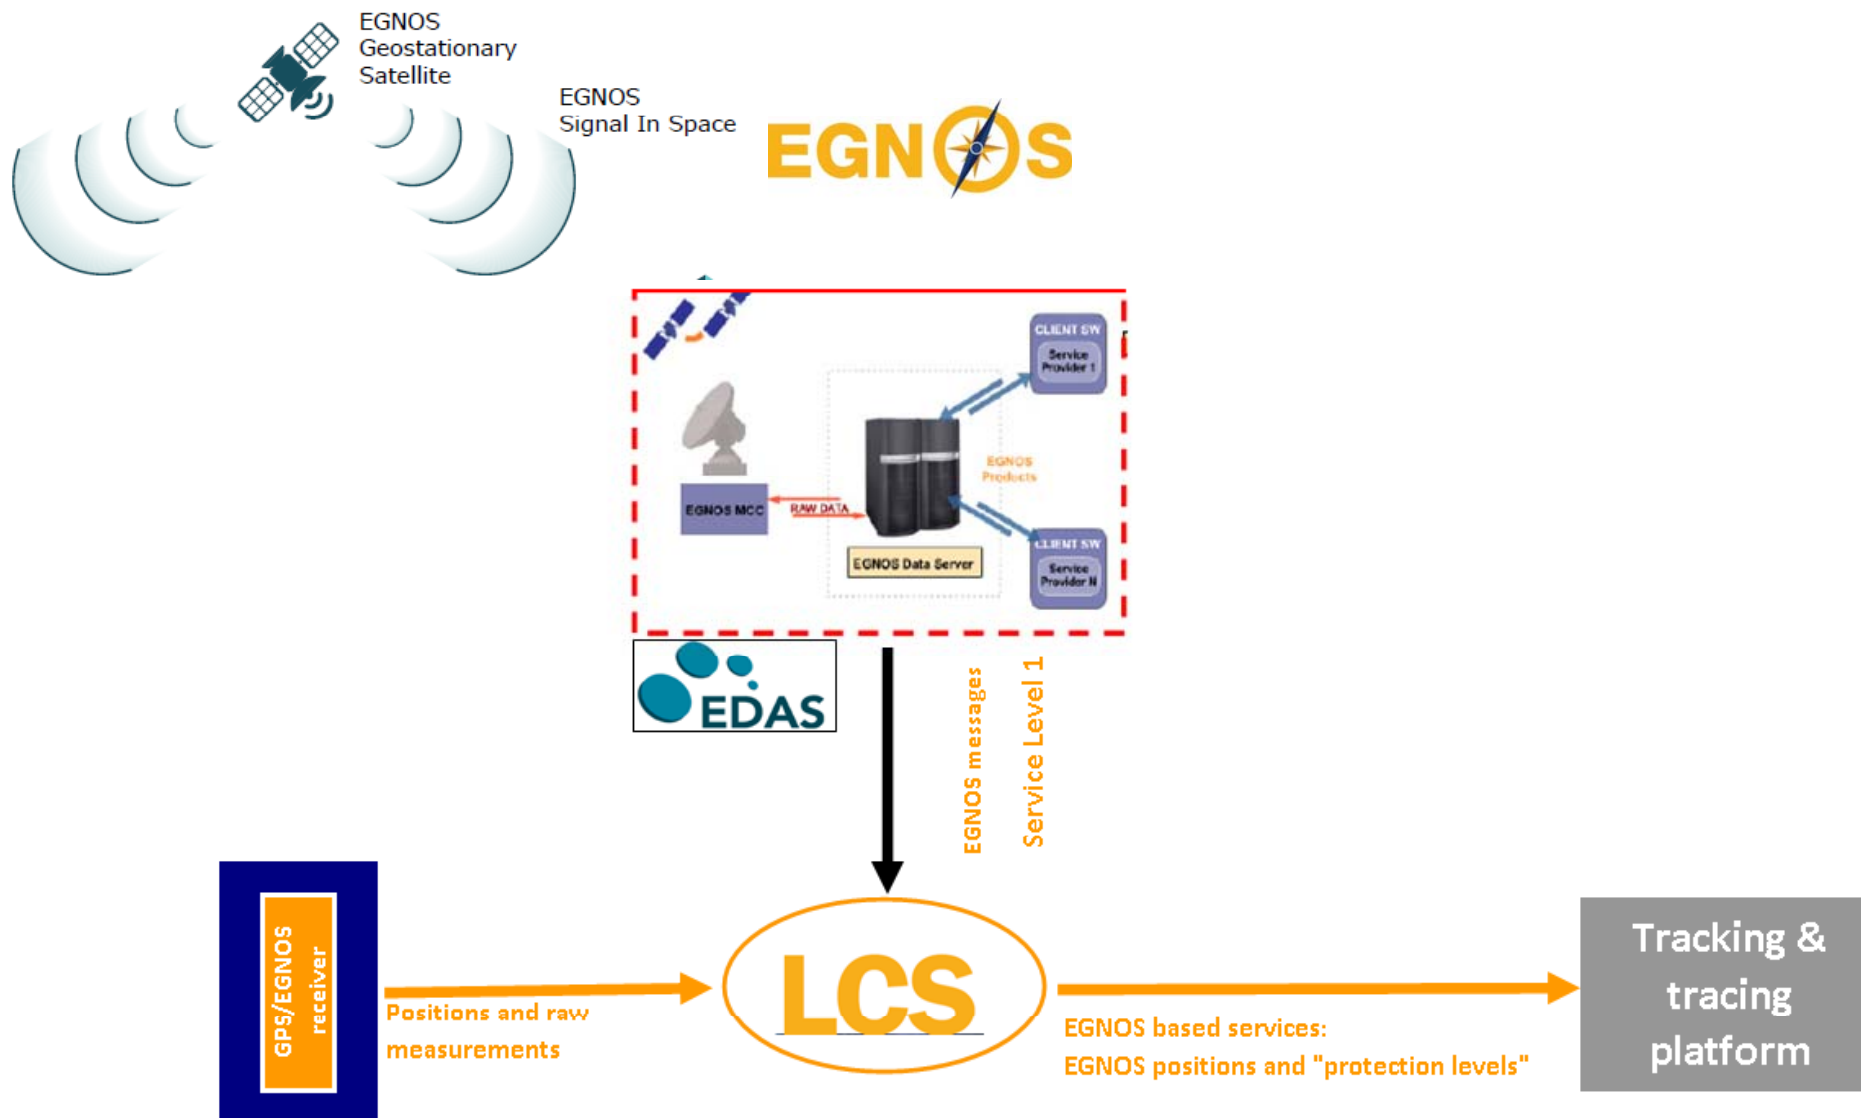 EGNOS
Geostationary
Satellite
EGNOS
Signal In Space
EGNOS
CLIENT SW
Service
Provider 1
EGNOS
Products
EGNOS MCC
RAW DATA
EGNOS Data Server
CLIENT SW
Service
Provider N
EDAS
EGNOS messages
Service Level 1
GPS/EGNOS
receiver
Positions and raw
measurements
LCS
EGNOS based services:
EGNOS positions and "protection levels"
Tracking &
tracing
platform